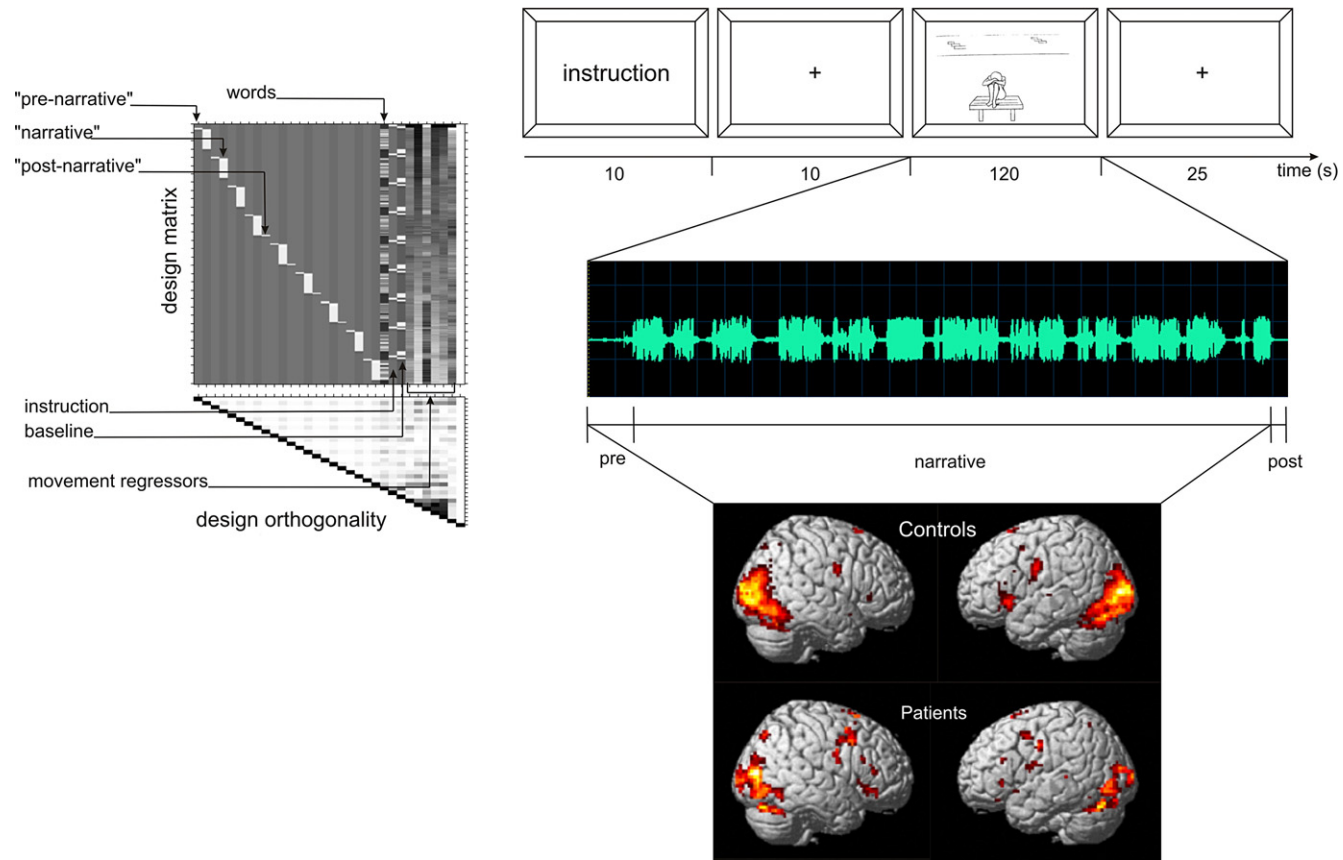 "pre-narrative"
words
"narrative"
"post-narrative"
design matrix
instruction
baseline
movement regressors
design orthogonality
instruction
+
+
10
10
120
25
time (s)
pre
narrative
post
Controls
Patients